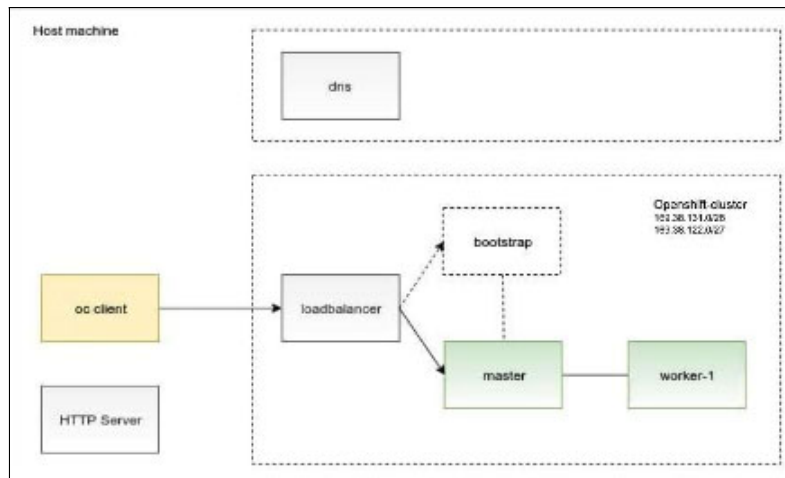 Host machine
dns
Openshift-cluster
bootstrap
oc client
loadbalancer
master
worker-1
HTTP Server